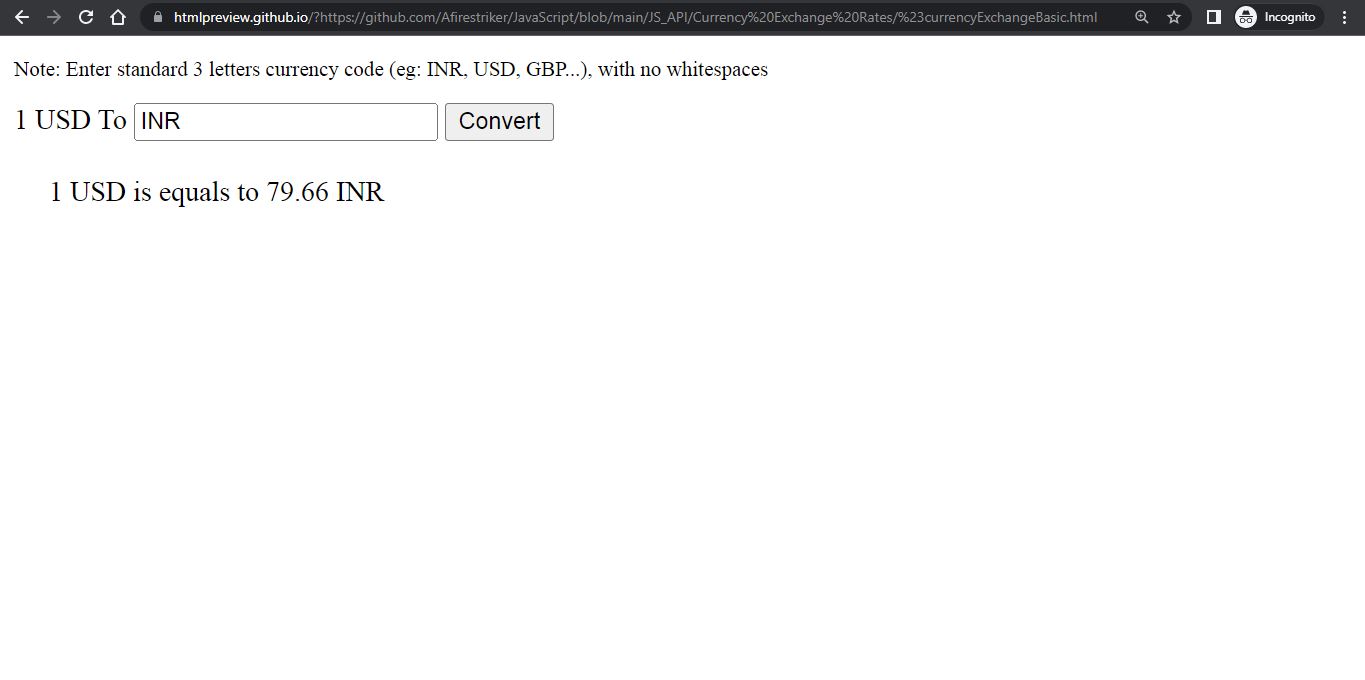 htmlpreview.github.io/?https://github.com/Afirestriker/JavaScript/blob/main/JS_API/Currency%20Exchange%20Rates/%23currencyExchangeBasic.html
Incognito
Note: Enter standard 3 letters currency code (eg: INR, USD, GBP...), with no whitespaces
1 USD To INR Convert
1 USD is equals to 79.66 INR